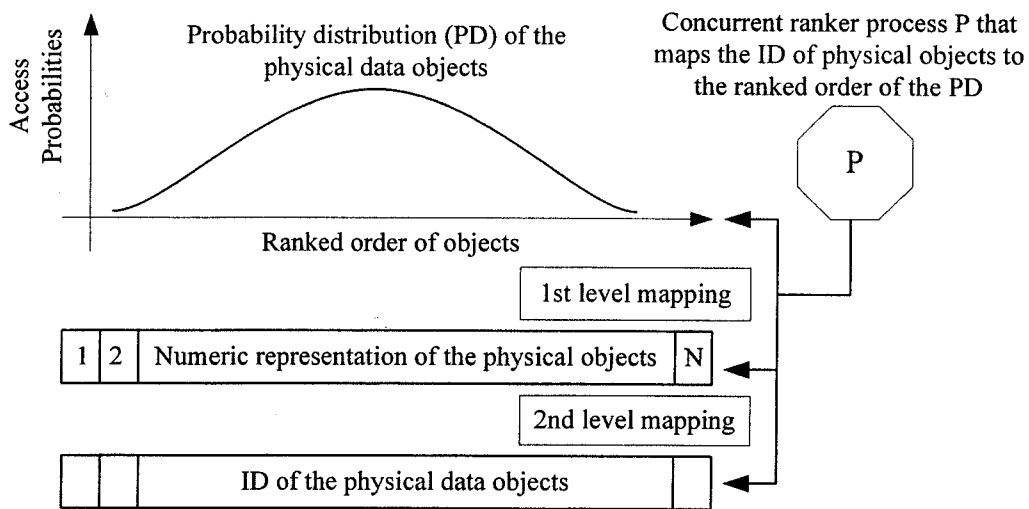 Access
Probabilities
Probability distribution (PD) of the
physical data objects
Concurrent ranker process P that
maps the ID of physical objects to
the ranked order of the PD
P
Ranked order of objects
1st level mapping
1 2 Numeric representation of the physical objects N
2nd level mapping
ID of the physical data objects